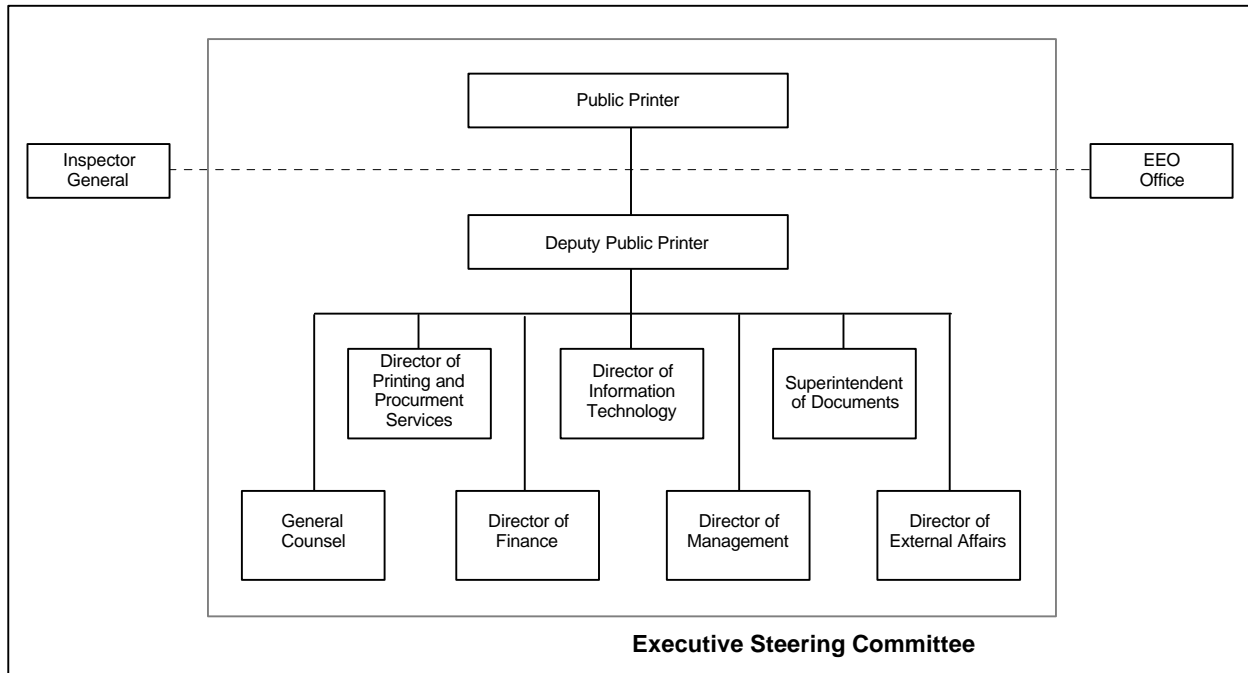 Public Printer
Inspector
General
EEO
Office
Deputy Public Printer
Director of
Printing and
Procurment
Services
Director of
Information
Technology
Superintendent
of Documents
General
Counsel
Director of
Finance
Director of
Management
Director of
External Affairs
Executive Steering Committee